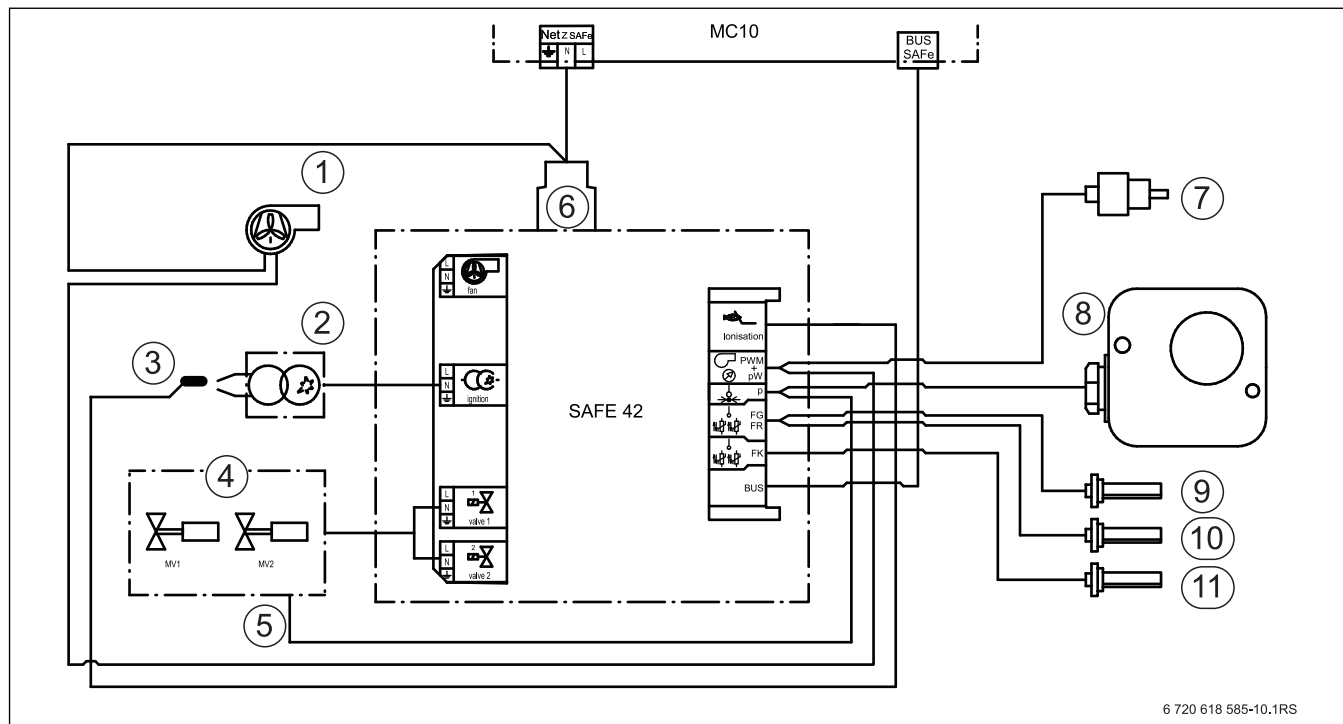 Netz SAFe
N L
MC10
BUS
SAFe
1
2
3
4
5
6
7
8
9
10
11
L
N
fan
L
N
ignition
L
N
1
valve 1
L
N
2
valve 2
MV1
MV2
SAFE 42
Ionisation
PWM
+
pW
p
FG
FR
FK
BUS
6 720 618 585-10.1RS